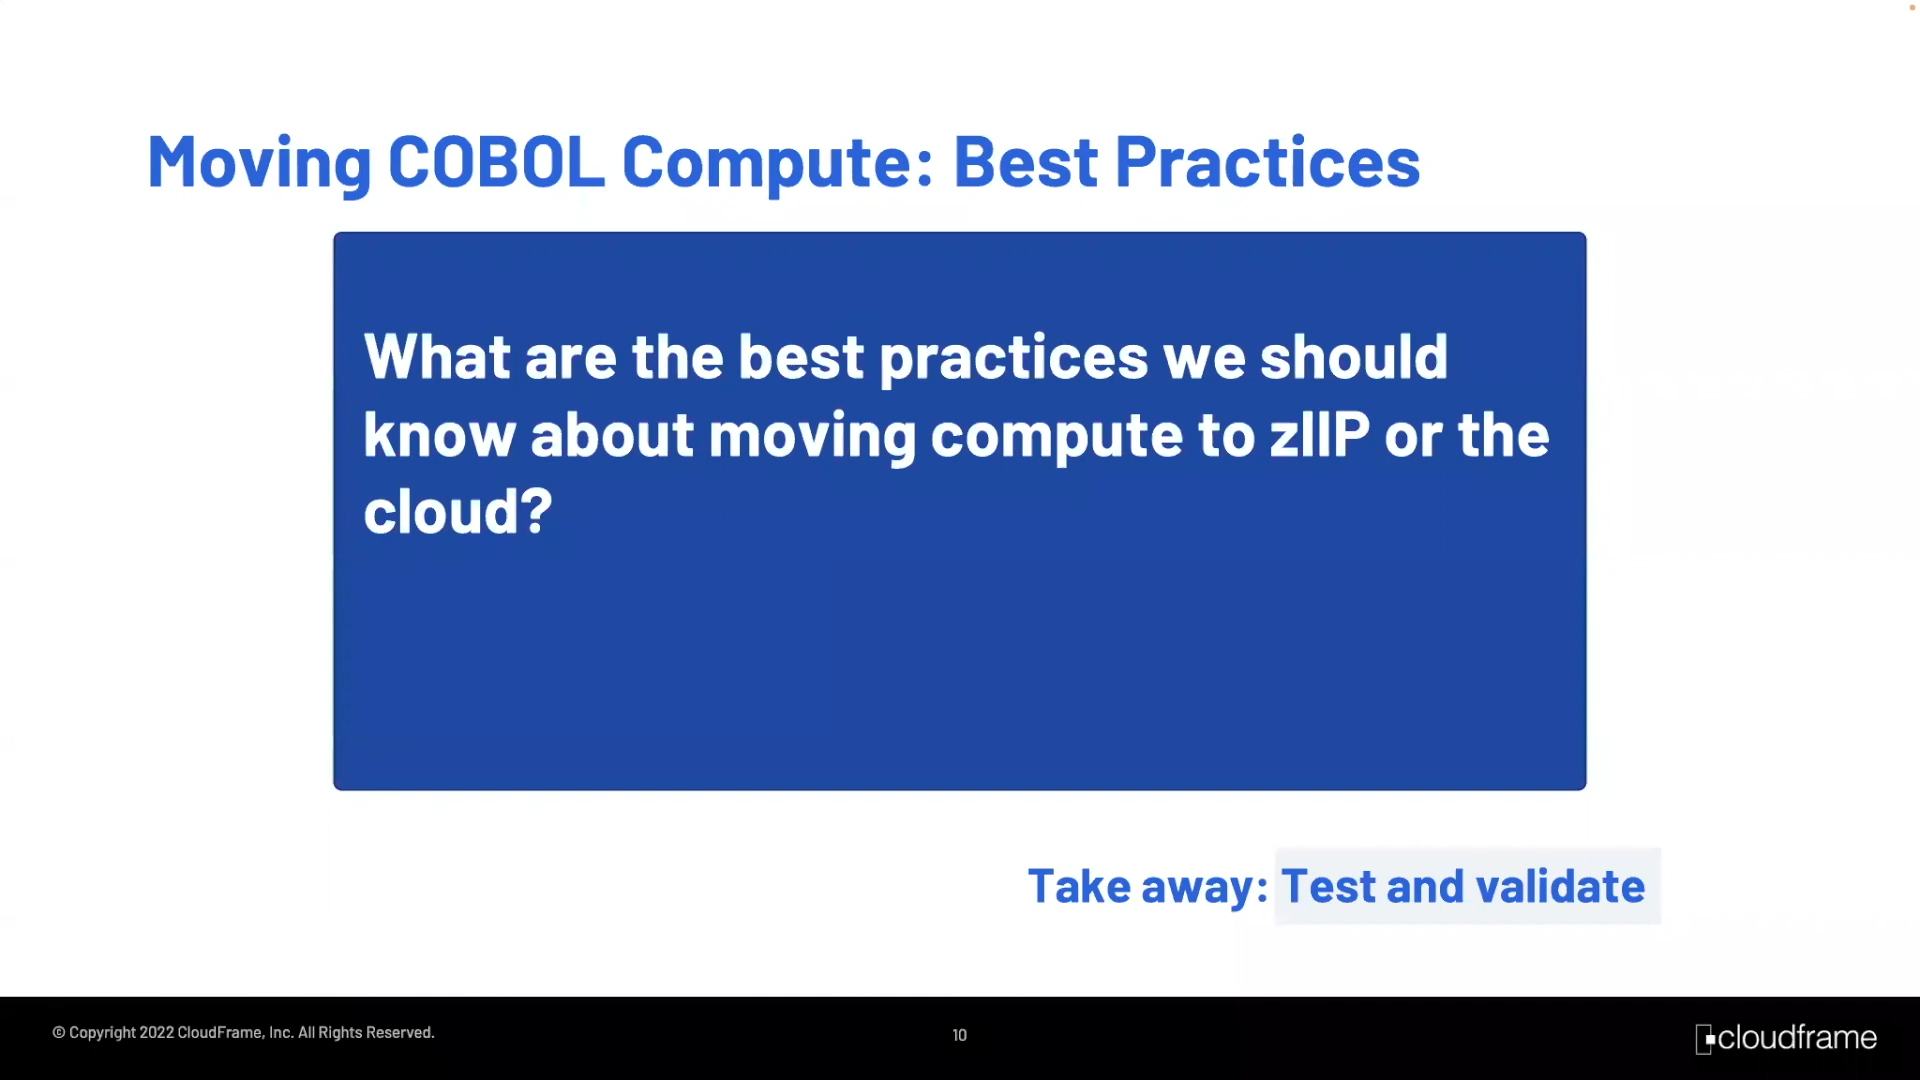 Moving COBOL Compute: Best Practices
What are the best practices we should
know about moving compute to zIIP or the
cloud?
Take away: Test and validate
© Copyright 2022 CloudFrame, Inc. All Rights Reserved.
10
cloudframe